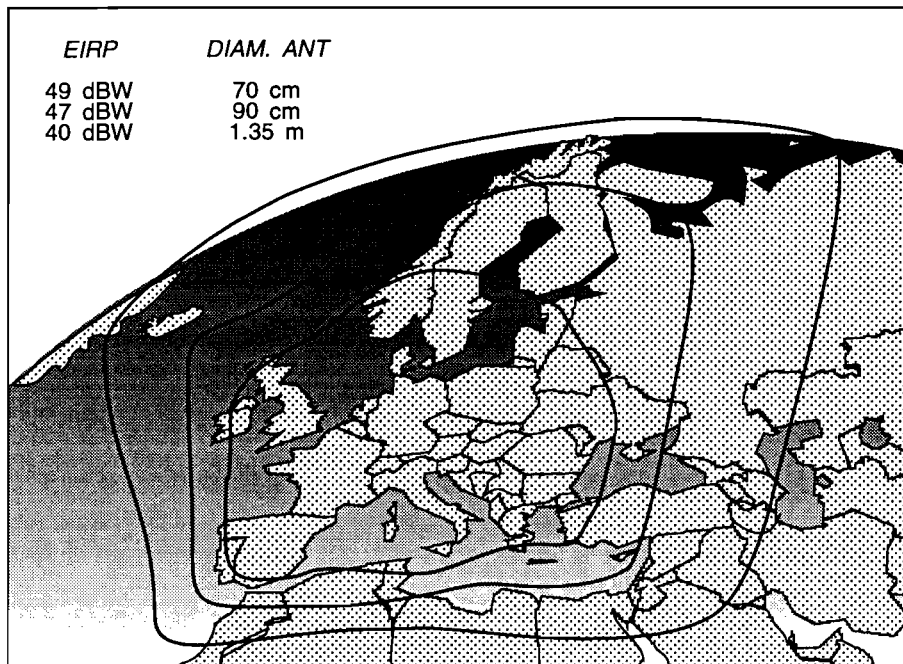 EIRP DIAM. ANT
49 dBW 70 cm
47 dBW 90 cm
40 dBW 1.35 m